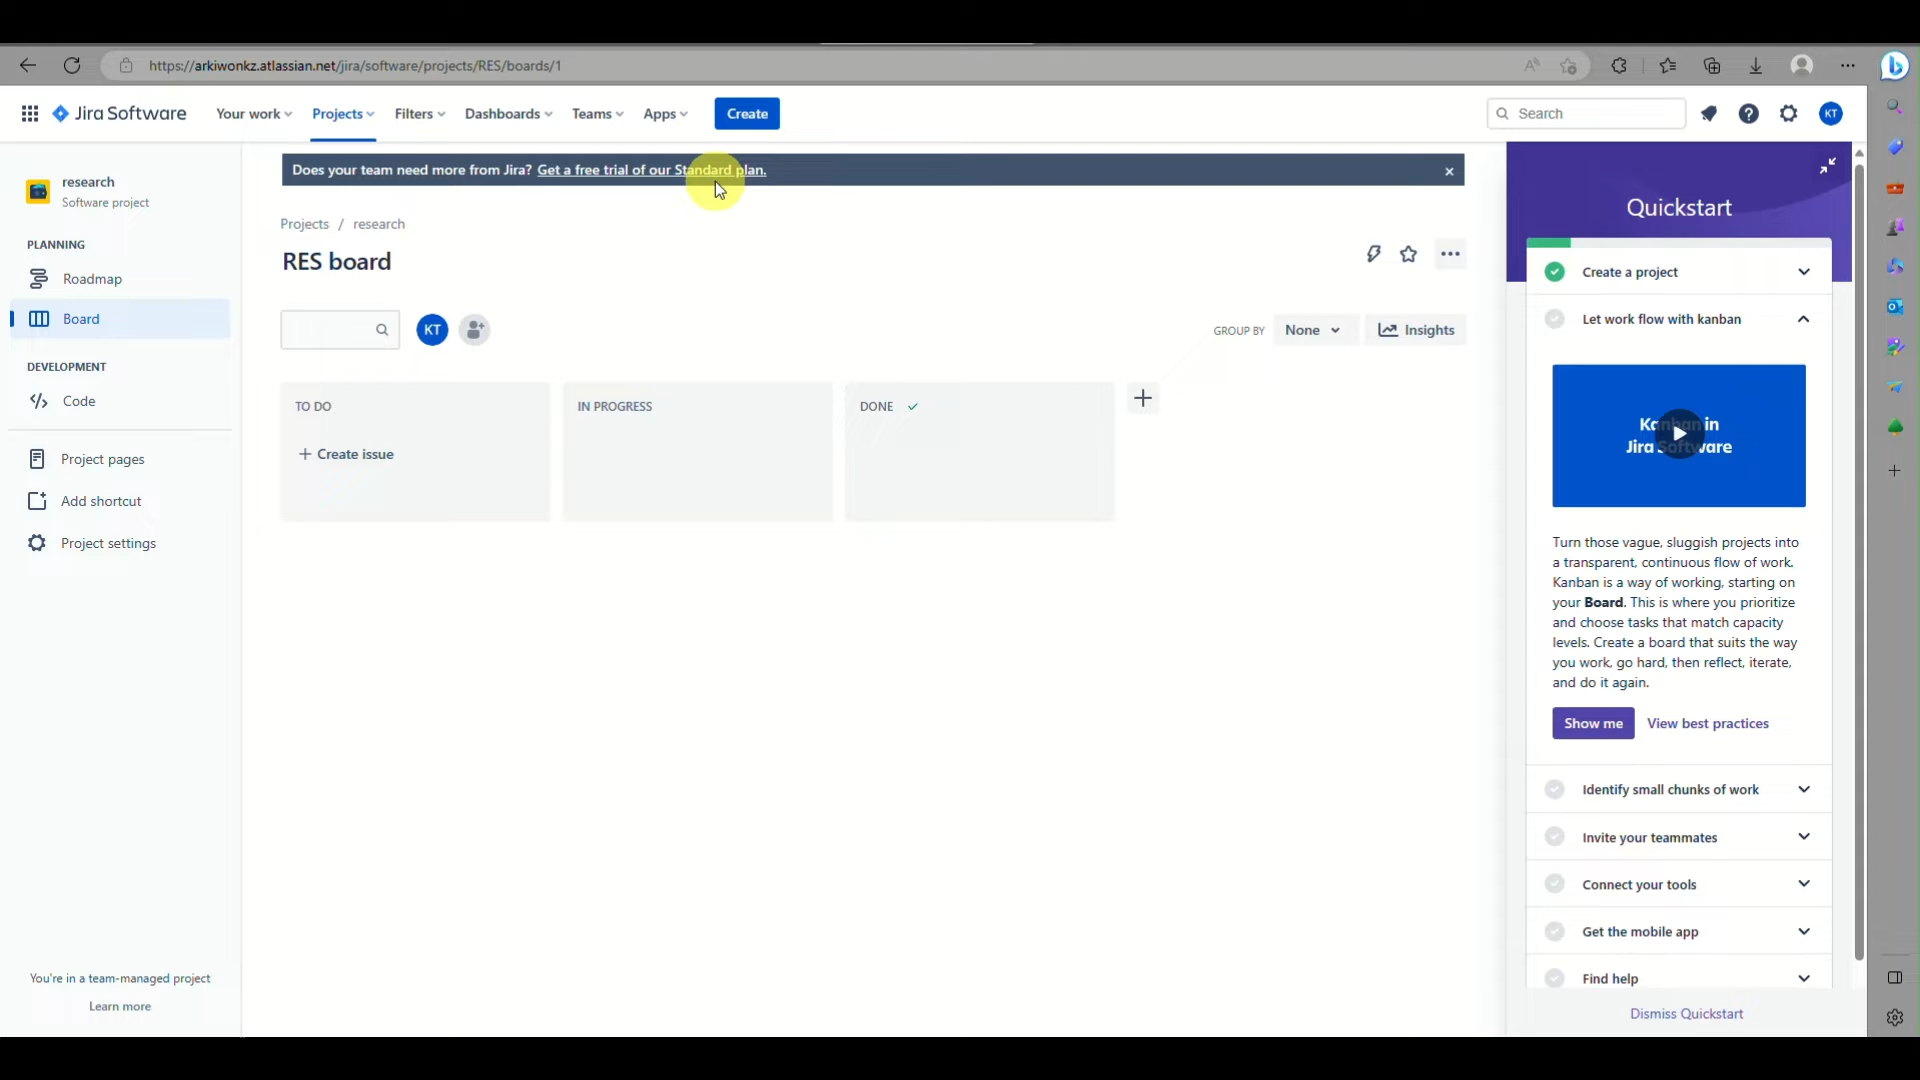 https://arkiwonkz.atlassian.net/jira/software/projects/RES/boards/1
Jira Software
Your work
Projects
Filters
Dashboards
Teams
Apps
Create
Search
KT
research
Software project
PLANNING
Roadmap
Board
DEVELOPMENT
Code
Project pages
Add shortcut
Project settings
You're in a team-managed project
Learn more
Does your team need more from Jira? Get a free trial of our Standard plan.
Projects / research
RES board
KT
GROUP BY
None
Insights
TO DO
+ Create issue
IN PROGRESS
DONE
Quickstart
Create a project
Let work flow with kanban
Kanban in
Jira Software
Turn those vague, sluggish projects into
a transparent, continuous flow of work.
Kanban is a way of working, starting on
your Board. This is where you prioritize
and choose tasks that match capacity
levels. Create a board that suits the way
you work, go hard, then reflect, iterate,
and do it again.
Show me
View best practices
Identify small chunks of work
Invite your teammates
Connect your tools
Get the mobile app
Find help
Dismiss Quickstart